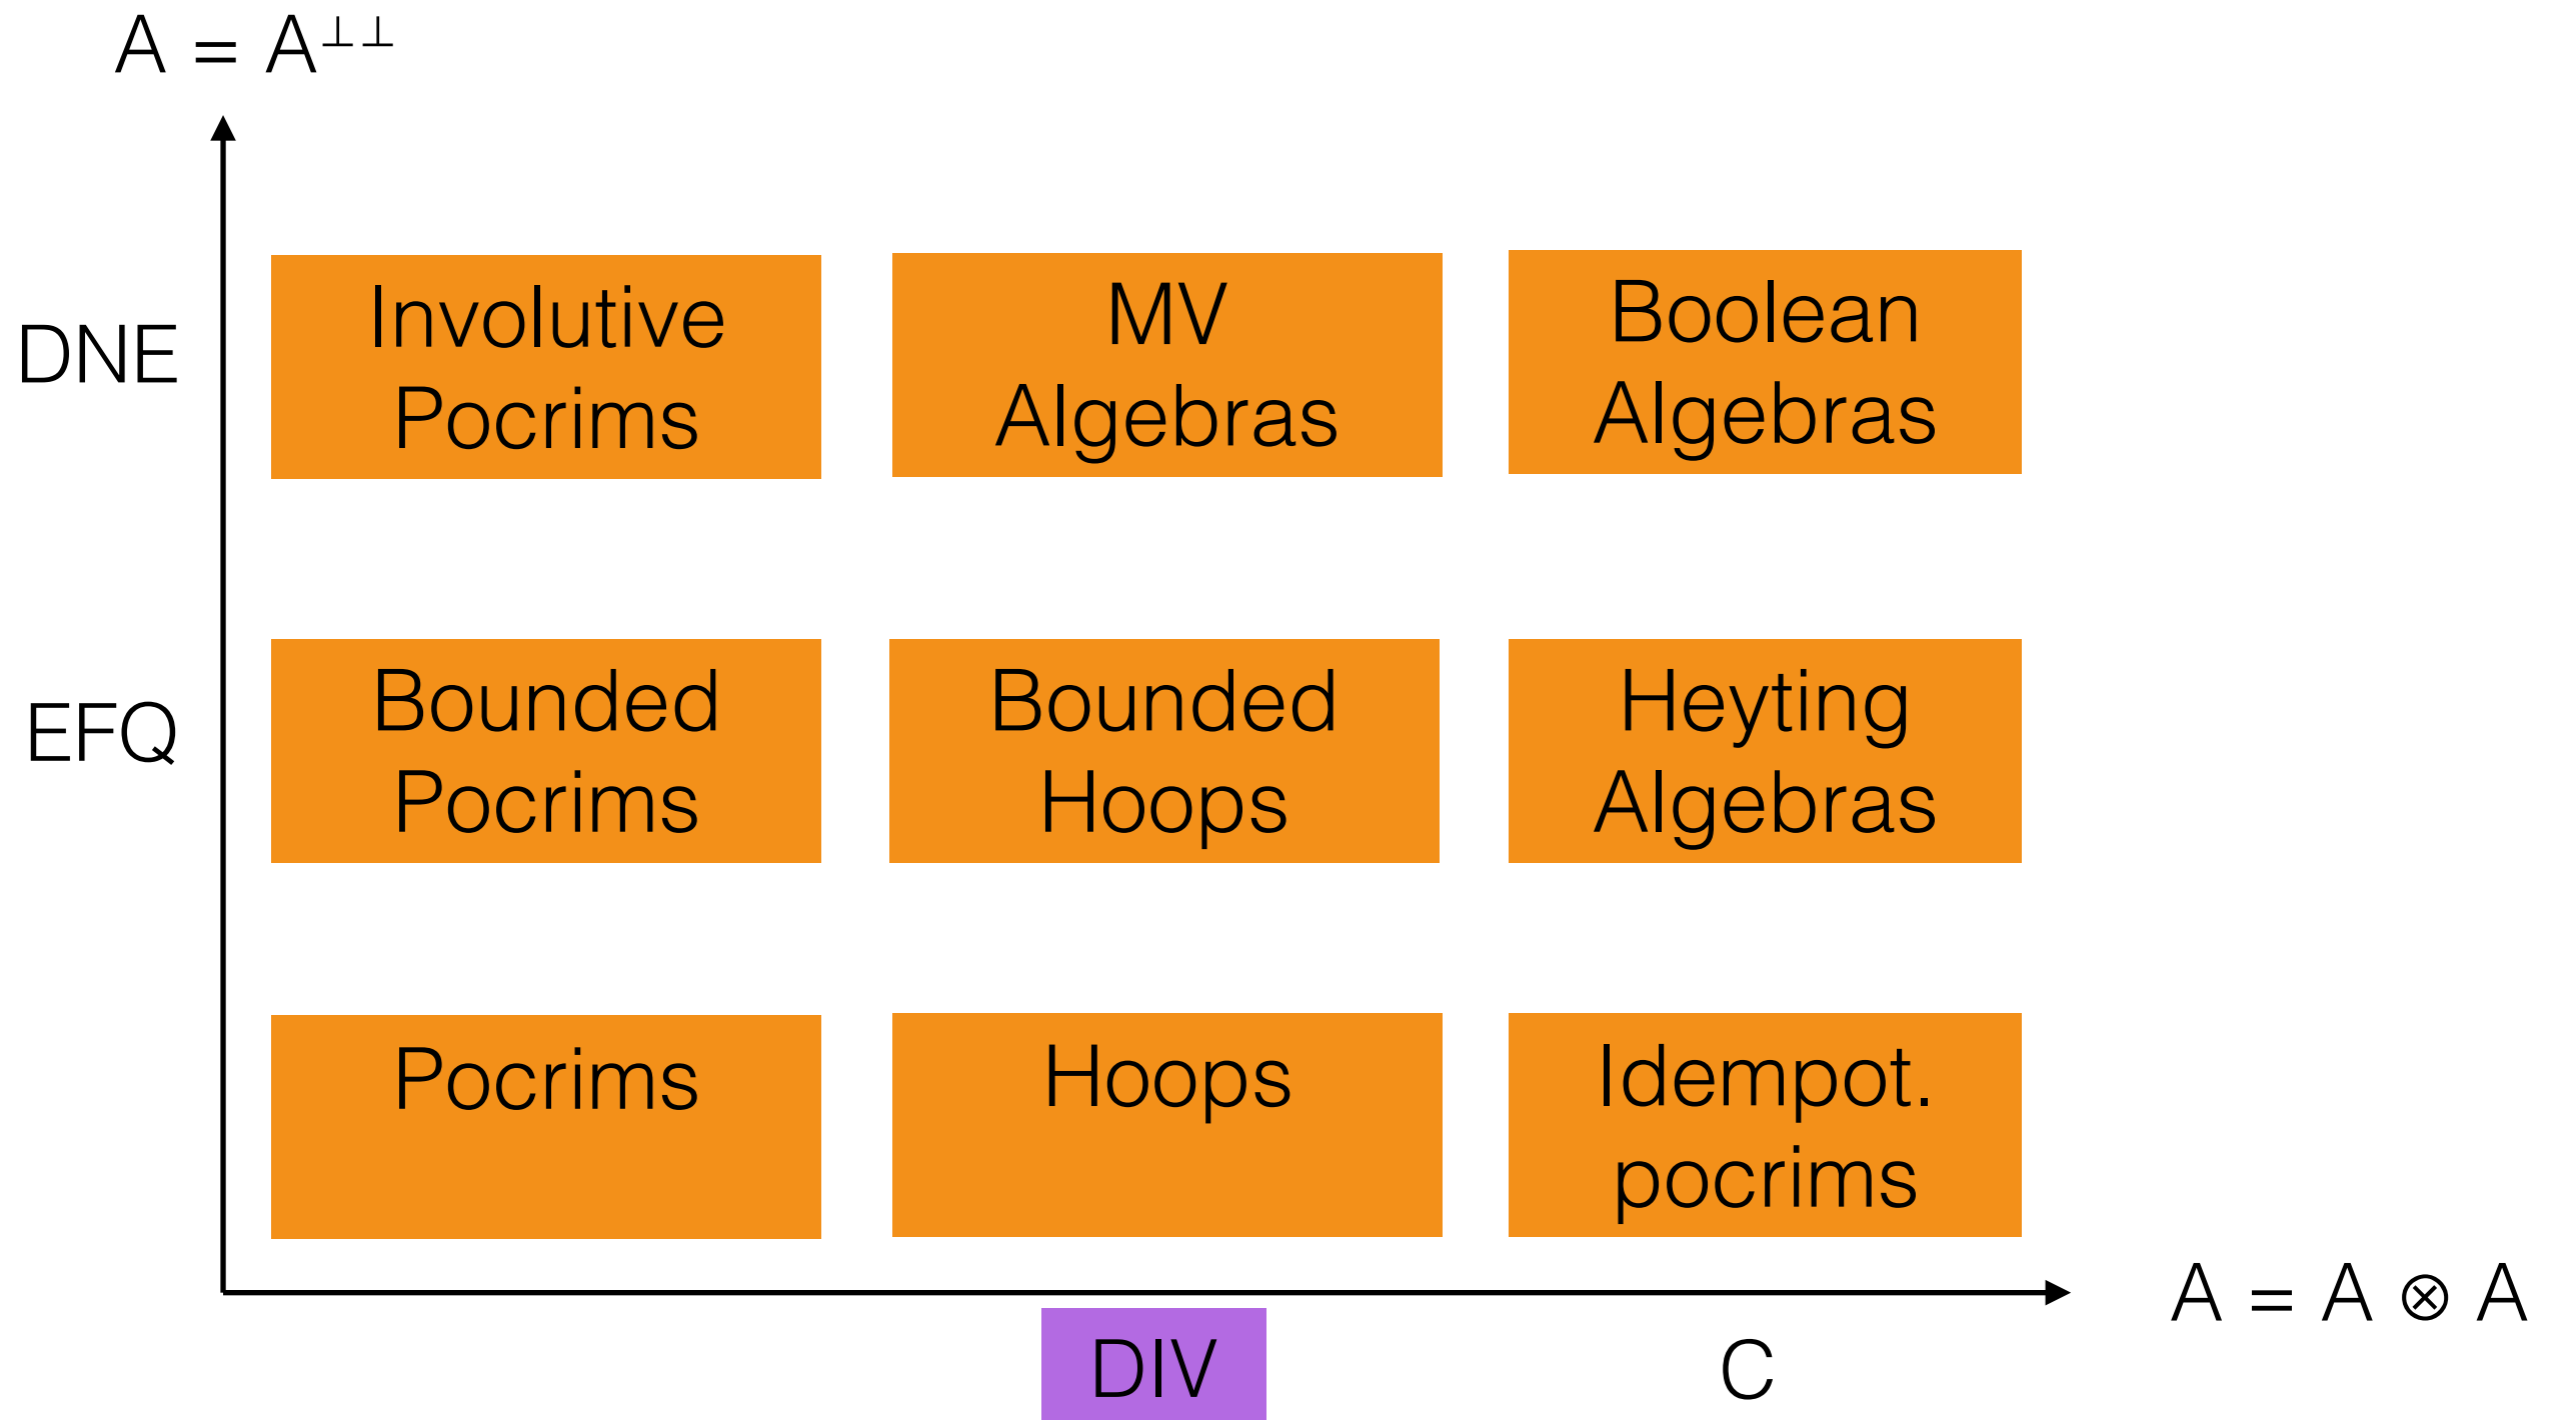 A = A⊥⊥
DNE
Involutive
Pocrims
MV
Algebras
Boolean
Algebras
EFQ
Bounded
Pocrims
Bounded
Hoops
Heyting
Algebras
Pocrims
Hoops
Idempot.
pocrims
A = A ⊗ A
DIV
C